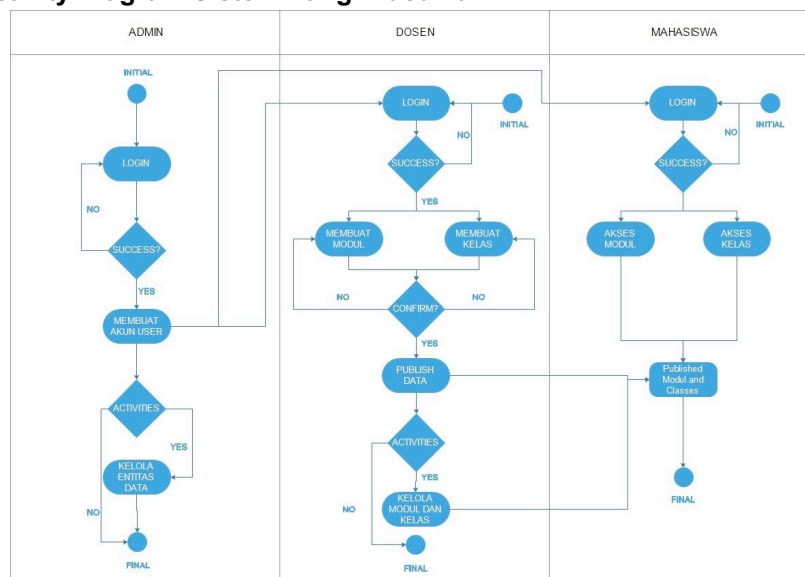 ADMIN
DOSEN
MAHASISWA
INITIAL
LOGIN
NO
SUCCESS?
YES
MEMBUAT
AKUN USER
ACTIVITIES
YES
KELOLA
ENTITAS
DATA
NO
FINAL
LOGIN
INITIAL
NO
SUCCESS?
YES
MEMBUAT
MODUL
MEMBUAT
KELAS
NO
NO
CONFIRM?
YES
PUBLISH
DATA
ACTIVITIES
YES
NO
KELOLA
MODUL DAN
KELAS
FINAL
LOGIN
INITIAL
NO
SUCCESS?
AKSES
MODUL
AKSES
KELAS
Published
Modul and
Classes
FINAL